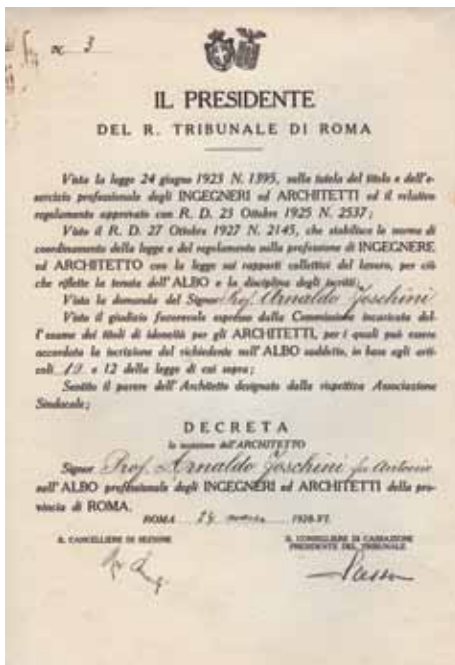 N 3
IL PRESIDENTE
DEL R. TRIBUNALE DI ROMA
Vista la legge 24 giugno 1923 N. 1395, sulla tutela del titolo e dell'e-
sercizio professionale degli INGEGNERI ed ARCHITETTI ed il relativo
regolamento approvato con R. D. 23 Ottobre 1925 N. 2537;
Visto il R. D. 27 Ottobre 1927 N. 2145, che stabilisce le norme di
coordinamento della legge e del regolamento sulla professione di INGEGNERE
ed ARCHITETTO con la legge sui rapporti collettivi del lavoro, per ciò
che riflette la tenuta dell'ALBO e la disciplina degli iscritti;
Vista la domanda del Signor Prof. Arnaldo Foschini
Visto il giudizio favorevole espresso dalla Commissione incaricata del-
l'esame dei titoli di idoneità per gli ARCHITETTI, per i quali può essere
accordata la iscrizione del richiedente nell'ALBO suddetto, in base agli arti-
coli 10 e 12 della legge di cui sopra;
Sentito il parere dell'Architetto designato dalla rispettiva Associazione
Sindacale;
DECRETA
la iscrizione dell'ARCHITETTO
Signor Prof. Arnaldo Foschini fu Antonio
nell'ALBO professionale degli INGEGNERI ed ARCHITETTI della pro-
vincia di ROMA.
ROMA 24 marzo 1928-VI.
IL CANCELLIERE DI SEZIONE
IL CONSIGLIERE DI CASSAZIONE
PRESIDENTE DEL TRIBUNALE